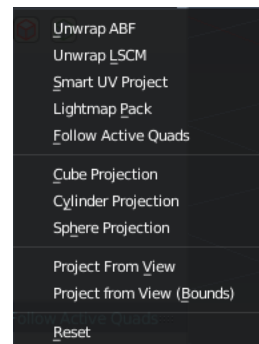 Unwrap ABF
Unwrap LSCM
Smart UV Project
Lightmap Pack
Follow Active Quads
Cube Projection
Cylinder Projection
Sphere Projection
Project From View
Project from View (Bounds)
Follow Active Quads
Reset